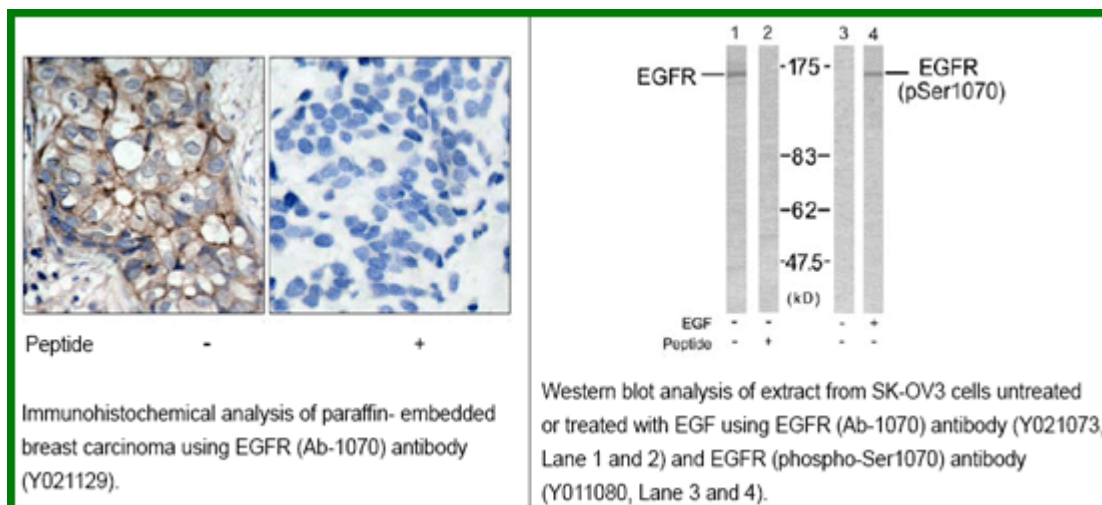 Peptide - +
Immunohistochemical analysis of paraffin- embedded
breast carcinoma using EGFR (Ab-1070) antibody
(Y021129).
1 2 3 4
EGFR
-175
-83-
-62-
-47.5
(kD)
EGFR
(pSer1070)
EGF - - - +
Peptide - + - -
Western blot analysis of extract from SK-OV3 cells untreated
or treated with EGF using EGFR (Ab-1070) antibody (Y021073,
Lane 1 and 2) and EGFR (phospho-Ser1070) antibody
(Y011080, Lane 3 and 4).